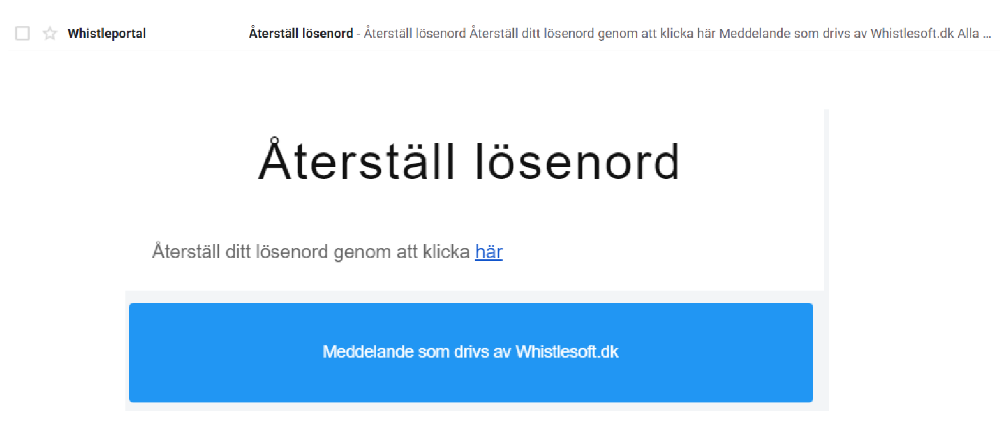 Whistleportal Återställ lösenord - Återställ lösenord Återställ ditt lösenord genom att klicka här Meddelande som drivs av Whistlesoft.dk Alla ...
Återställ lösenord
Återställ ditt lösenord genom att klicka här
Meddelande som drivs av Whistlesoft.dk